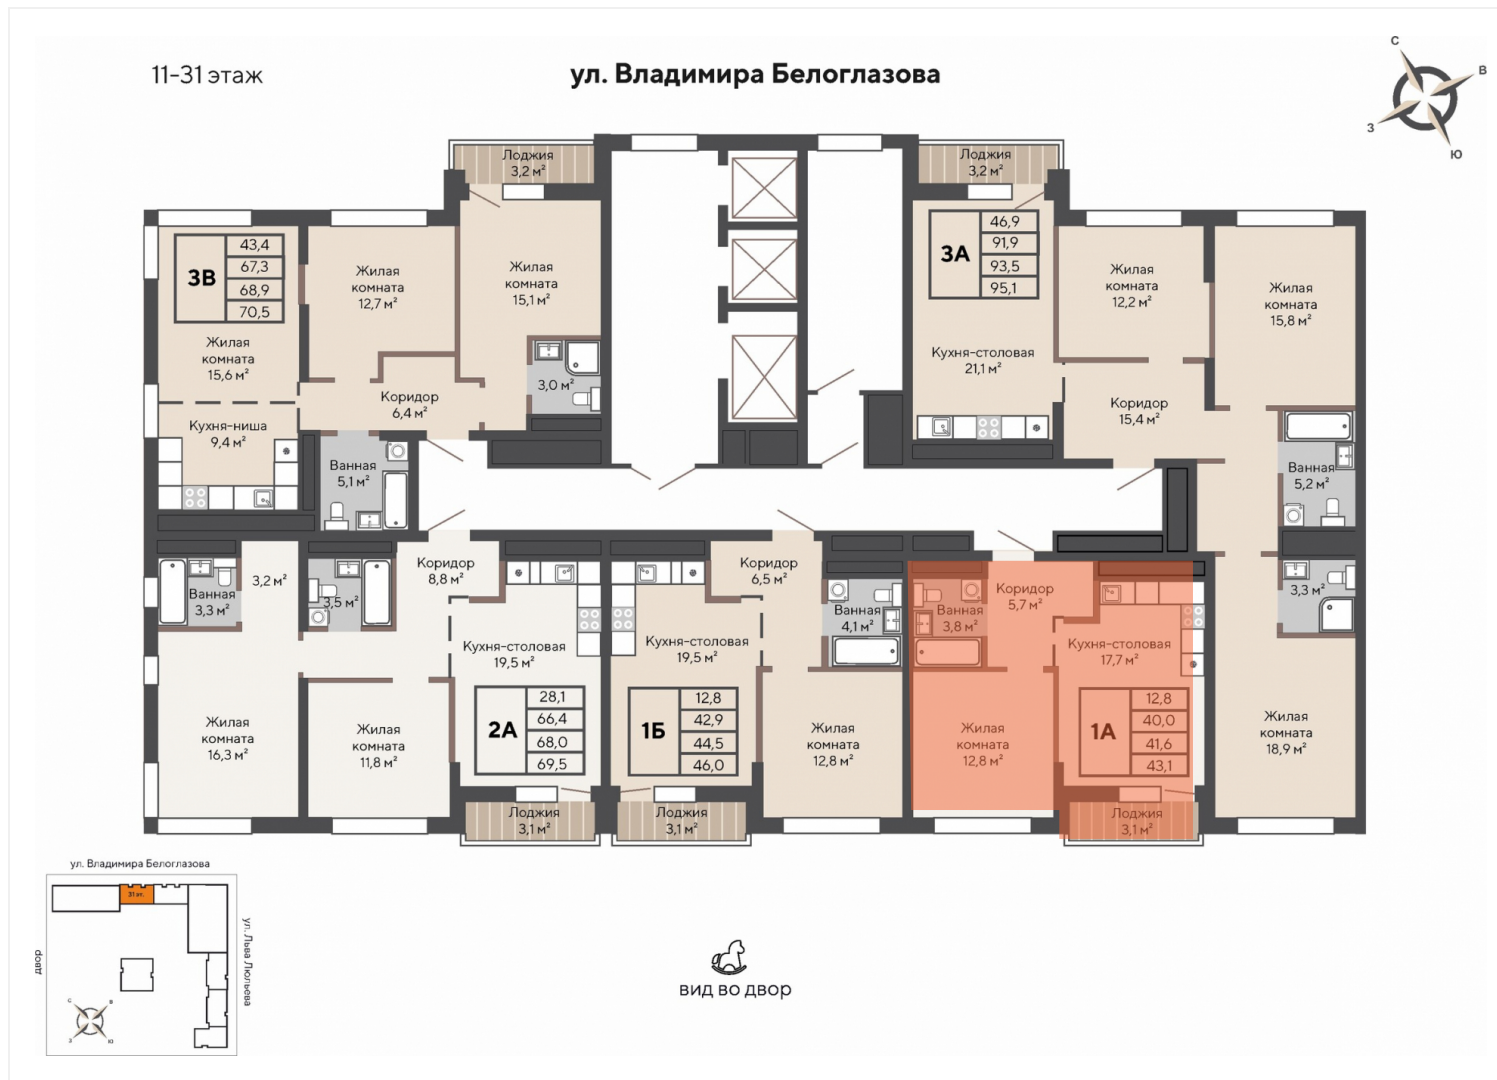 11-31 этаж
ул. Владимира Белоглазова
С
В
З
Ю
Лоджия
3,2 м²
Лоджия
3,2 м²
3В
43,4
67,3
68,9
70,5
Жилая
комната
15,6 м²
Кухня-ниша
9,4 м²
Жилая
комната
12,7 м²
Жилая
комната
15,1 м²
3,0 м²
Коридор
6,4 м²
Ванная
5,1 м²
3А
46,9
91,9
93,5
95,1
Кухня-столовая
21,1 м²
Жилая
комната
12,2 м²
Жилая
комната
15,8 м²
Коридор
15,4 м²
Ванная
5,2 м²
3,3 м²
Жилая
комната
18,9 м²
Ванная
3,3 м²
3,2 м²
3,5 м²
Коридор
8,8 м²
Кухня-столовая
19,5 м²
2А
28,1
66,4
68,0
69,5
Жилая
комната
16,3 м²
Жилая
комната
11,8 м²
Лоджия
3,1 м²
Коридор
6,5 м²
Ванная
4,1 м²
Кухня-столовая
19,5 м²
1Б
12,8
42,9
44,5
46,0
Жилая
комната
12,8 м²
Лоджия
3,1 м²
Коридор
5,7 м²
Ванная
3,8 м²
Кухня-столовая
17,7 м²
1А
12,8
40,0
41,6
43,1
Жилая
комната
12,8 м²
Лоджия
3,1 м²
ул. Владимира Белоглазова
31 эт.
двор
ул. Льва Люльева
С
В
З
Ю
вид во двор